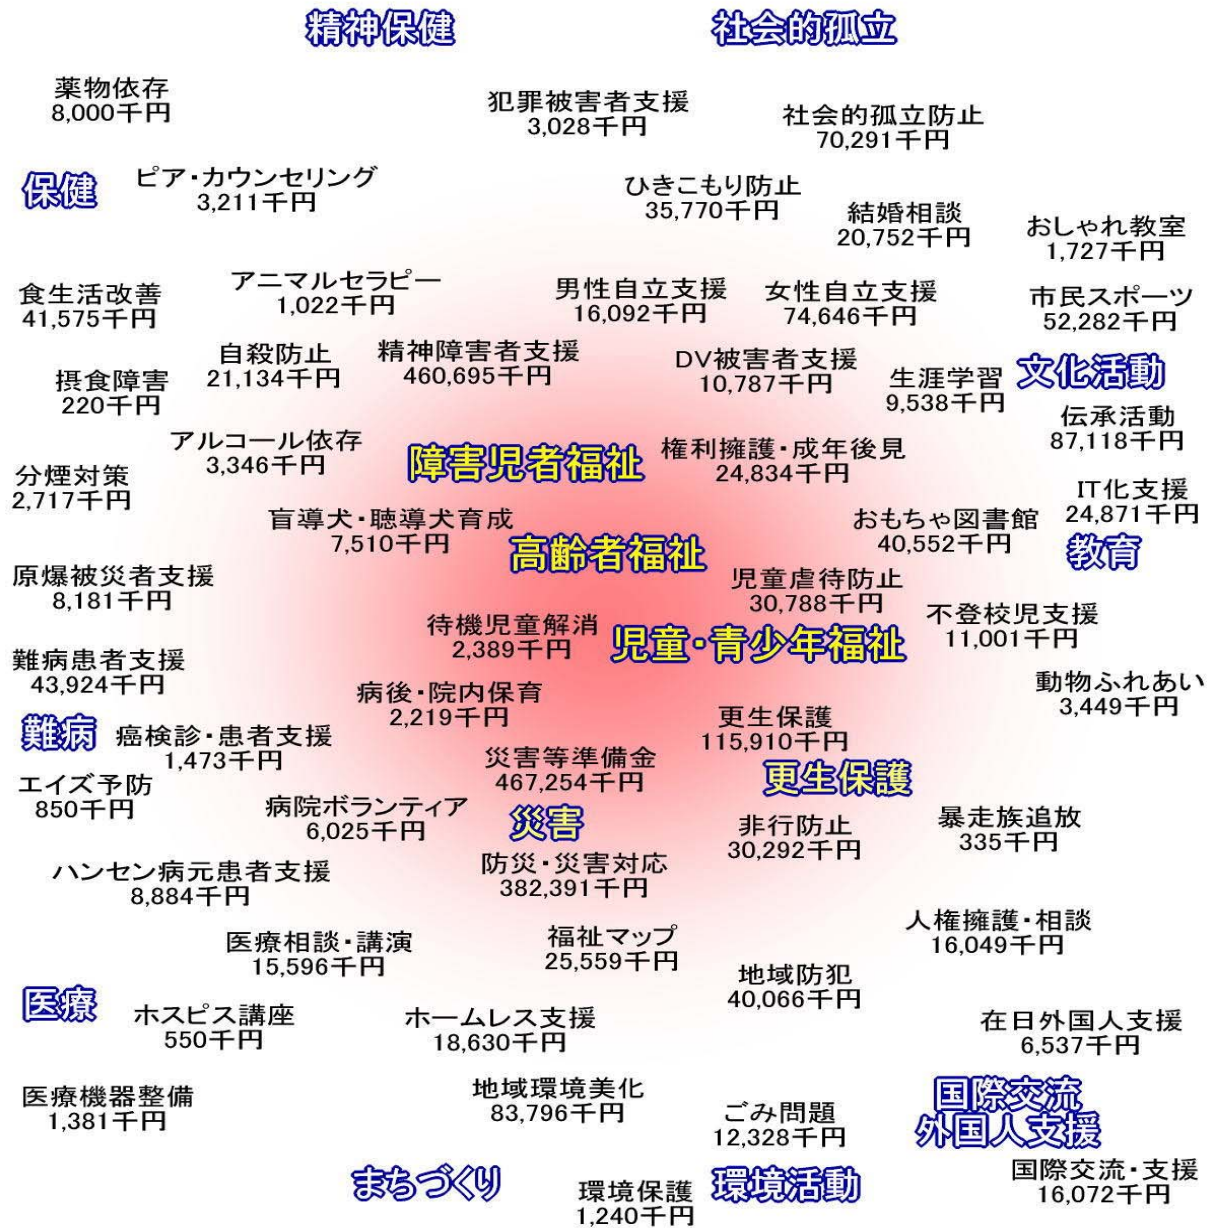 精神保健
社会的孤立
薬物依存
8,000千円
犯罪被害者支援
3,028千円
社会的孤立防止
70,291千円
保健
ピア・カウンセリング
3,211千円
ひきこもり防止
35,770千円
結婚相談
20,752千円
おしゃれ教室
1,727千円
食生活改善
41,575千円
アニマルセラピー
1,022千円
男性自立支援
16,092千円
女性自立支援
74,646千円
市民スポーツ
52,282千円
自殺防止
21,134千円
精神障害者支援
460,695千円
DV被害者支援
10,787千円
生涯学習
9,538千円
文化活動
摂食障害
220千円
伝承活動
87,118千円
アルコール依存
3,346千円
障害児者福祉
権利擁護・成年後見
24,834千円
分煙対策
2,717千円
IT化支援
24,871千円
盲導犬・聴導犬育成
7,510千円
高齢者福祉
おもちゃ図書館
40,552千円
教育
原爆被災者支援
8,181千円
児童虐待防止
30,788千円
待機児童解消
2,389千円
児童・青少年福祉
不登校児支援
11,001千円
難病患者支援
43,924千円
病後・院内保育
2,219千円
動物ふれあい
3,449千円
難病
癌検診・患者支援
1,473千円
更生保護
115,910千円
災害等準備金
467,254千円
更生保護
エイズ予防
850千円
病院ボランティア
6,025千円
災害
非行防止
30,292千円
暴走族追放
335千円
ハンセン病元患者支援
8,884千円
防災・災害対応
382,391千円
医療相談・講演
15,596千円
福祉マップ
25,559千円
人権擁護・相談
16,049千円
地域防犯
40,066千円
医療
ホスピス講座
550千円
ホームレス支援
18,630千円
在日外国人支援
6,537千円
医療機器整備
1,381千円
地域環境美化
83,796千円
ごみ問題
12,328千円
国際交流
外国人支援
まちづくり
環境保護
1,240千円
環境活動
国際交流・支援
16,072千円